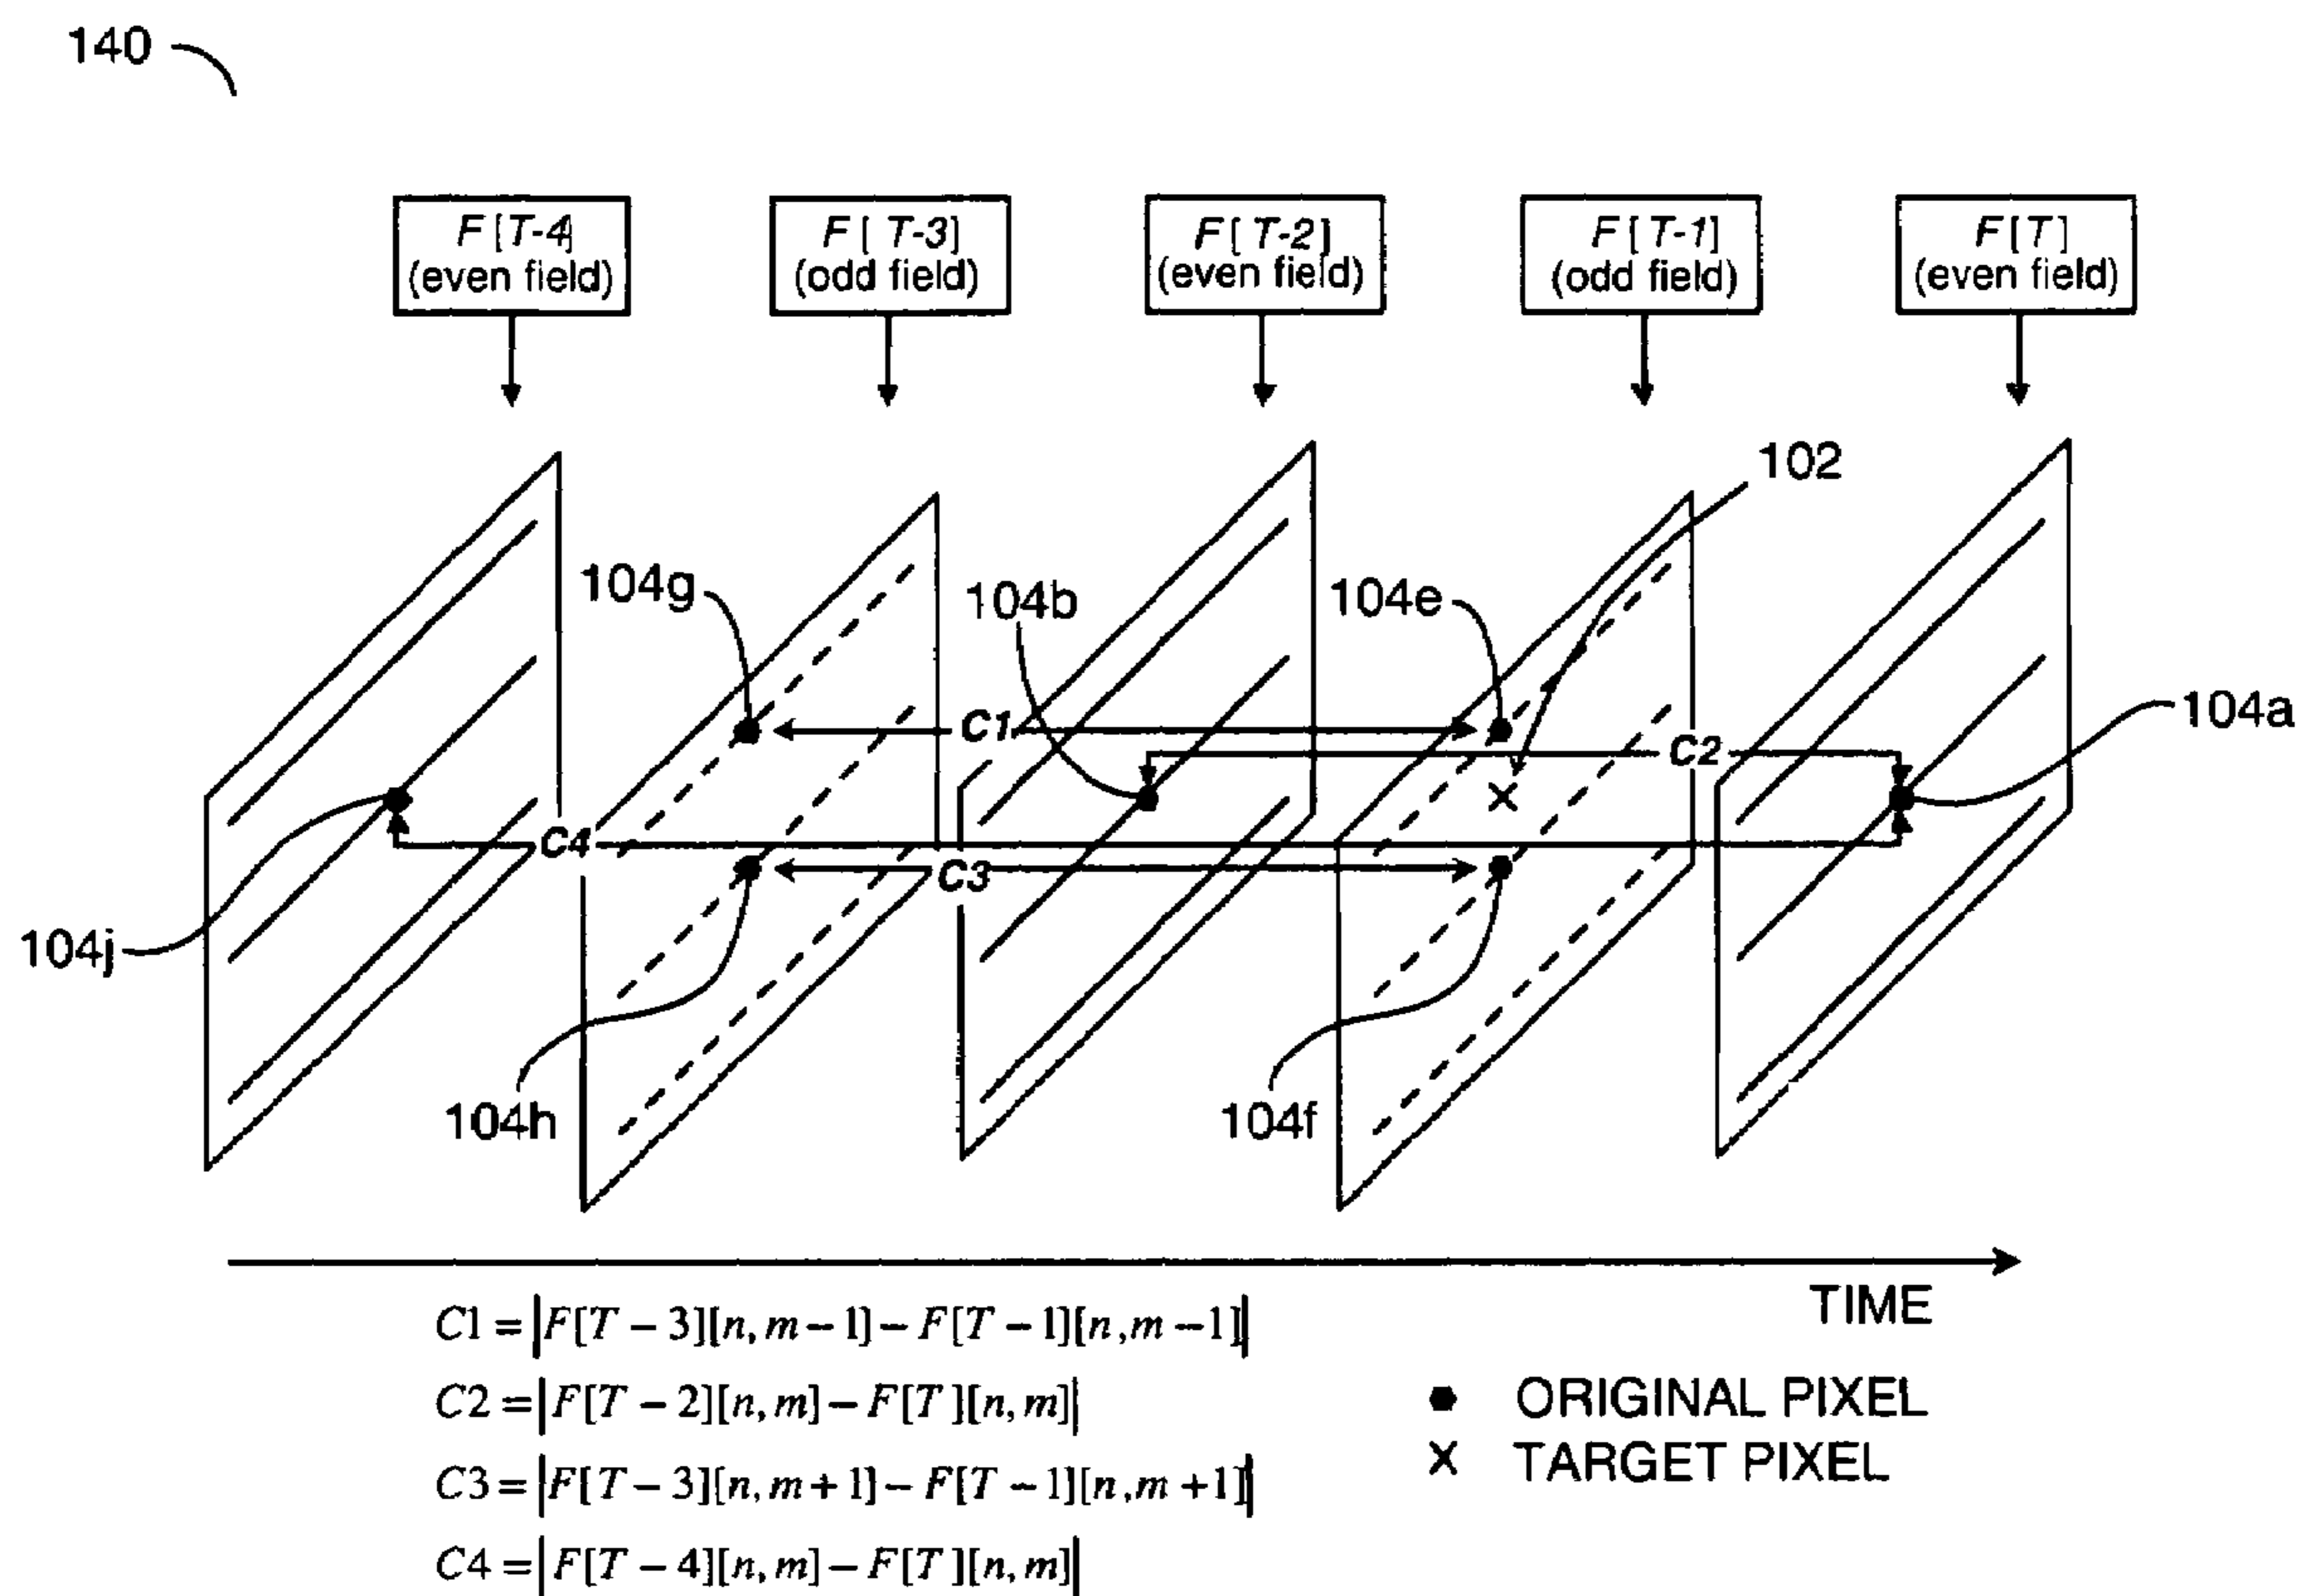 140
F[T-4]
(even field)
F[ T-3]
(odd field)
F[ T-2]
(even field)
F[T-1]
(odd field)
F[T]
(even field)
102
104g
104b
104e
104a
C1
C2
C4
C3
104j
104h
104f
TIME
C1 = |F[T − 3][n, m − 1] − F[T − 1][n, m − 1]|
C2 = |F[T − 2][n, m] − F[T][n, m]|
C3 = |F[T − 3][n, m + 1] − F[T − 1][n, m + 1]|
C4 = |F[T − 4][n, m] − F[T][n, m]|
ORIGINAL PIXEL
X TARGET PIXEL